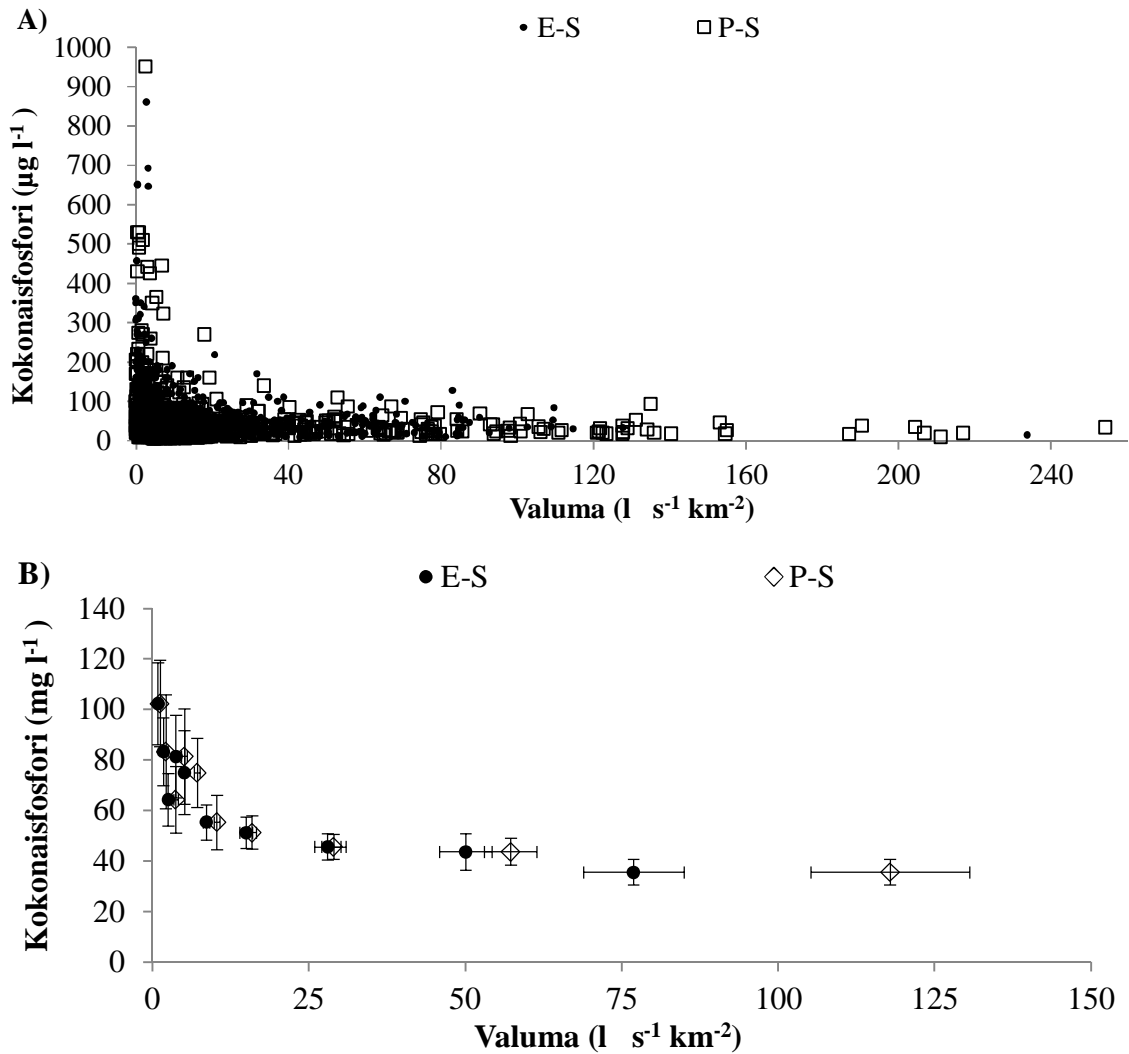 A)
E-S P-S
Kokonaisfosfori (µg l-1)
1000
900
800
700
600
500
400
300
200
100
0
0 40 80 120 160 200 240
Valuma (l s-1 km-2)
B)
E-S P-S
Kokonaisfosfori (mg l-1)
140
120
100
80
60
40
20
0
0 25 50 75 100 125 150
Valuma (l s-1 km-2)